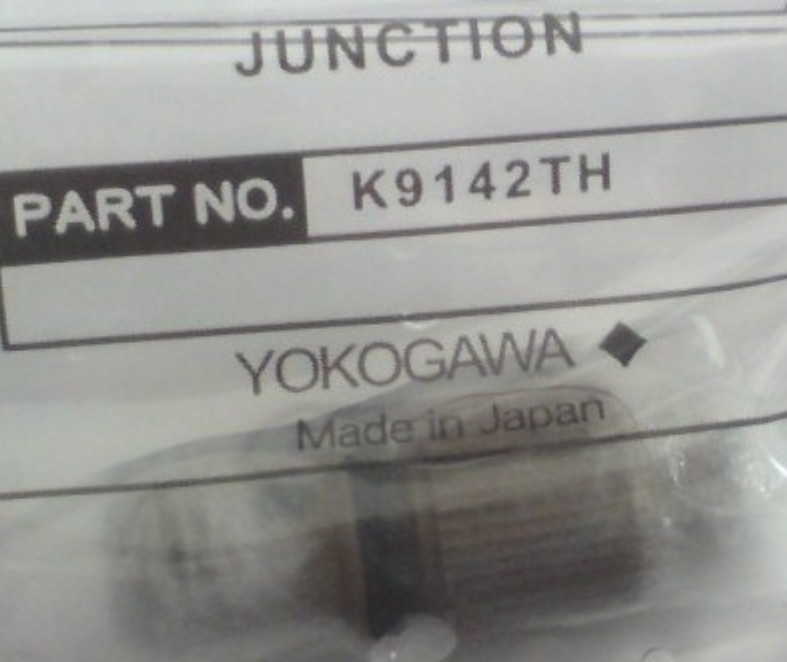 JUNCTION
PART NO. K9142TH
YOKOGAWA ◆
Made in Japan